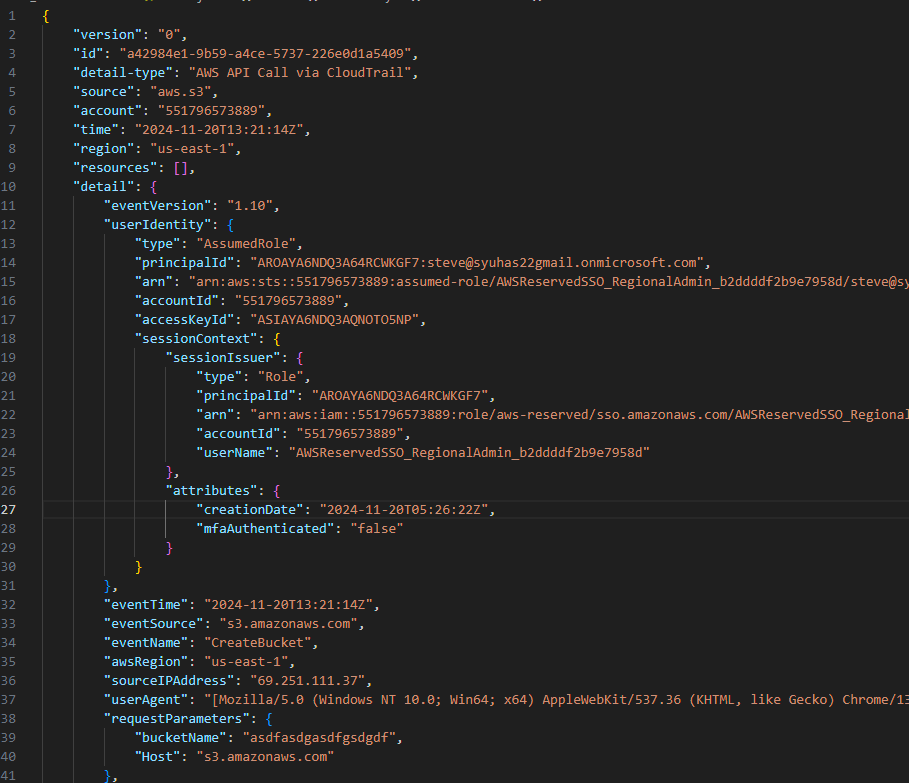 1 {
2 "version": "0",
3 "id": "a42984e1-9b59-a4ce-5737-226e0d1a5409",
4 "detail-type": "AWS API Call via CloudTrail",
5 "source": "aws.s3",
6 "account": "551796573889",
7 "time": "2024-11-20T13:21:14Z",
8 "region": "us-east-1",
9 "resources": [],
10 "detail": {
11 "eventVersion": "1.10",
12 "userIdentity": {
13 "type": "AssumedRole",
14 "principalId": "AROAYA6NDQ3A64RCWKGF7:steve@syuhas22gmail.onmicrosoft.com",
15 "arn": "arn:aws:sts::551796573889:assumed-role/AWSReservedSSO_RegionalAdmin_b2ddddf2b9e7958d/steve@sy
16 "accountId": "551796573889",
17 "accessKeyId": "ASIAYA6NDQ3AQNOTO5NP",
18 "sessionContext": {
19 "sessionIssuer": {
20 "type": "Role",
21 "principalId": "AROAYA6NDQ3A64RCWKGF7",
22 "arn": "arn:aws:iam::551796573889:role/aws-reserved/sso.amazonaws.com/AWSReservedSSO_Regional
23 "accountId": "551796573889",
24 "userName": "AWSReservedSSO_RegionalAdmin_b2ddddf2b9e7958d"
25 },
26 "attributes": {
27 "creationDate": "2024-11-20T05:26:22Z",
28 "mfaAuthenticated": "false"
29 }
30 }
31 },
32 "eventTime": "2024-11-20T13:21:14Z",
33 "eventSource": "s3.amazonaws.com",
34 "eventName": "CreateBucket",
35 "awsRegion": "us-east-1",
36 "sourceIPAddress": "69.251.111.37",
37 "userAgent": "[Mozilla/5.0 (Windows NT 10.0; Win64; x64) AppleWebKit/537.36 (KHTML, like Gecko) Chrome/13
38 "requestParameters": {
39 "bucketName": "asdfasdgasdfgsdgdf",
40 "Host": "s3.amazonaws.com"
41 },